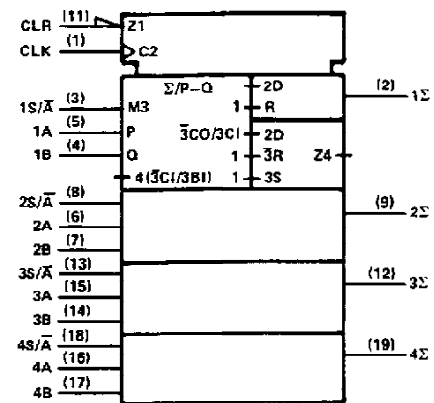 CLR (11) Z1
CLK (1) C2
Σ/P–Q 2D (2) 1Σ
1S/A̅ (3) M3 1 R
1A (5) P 3̅CO/3CI 2D
1B (4) Q 1 3̅R Z4
4(3̅CI/3BI) 1 3S
2S/A̅ (8)
2A (6) (9) 2Σ
2B (7)
3S/A̅ (13)
3A (15) (12) 3Σ
3B (14)
4S/A̅ (18)
4A (16) (19) 4Σ
4B (17)